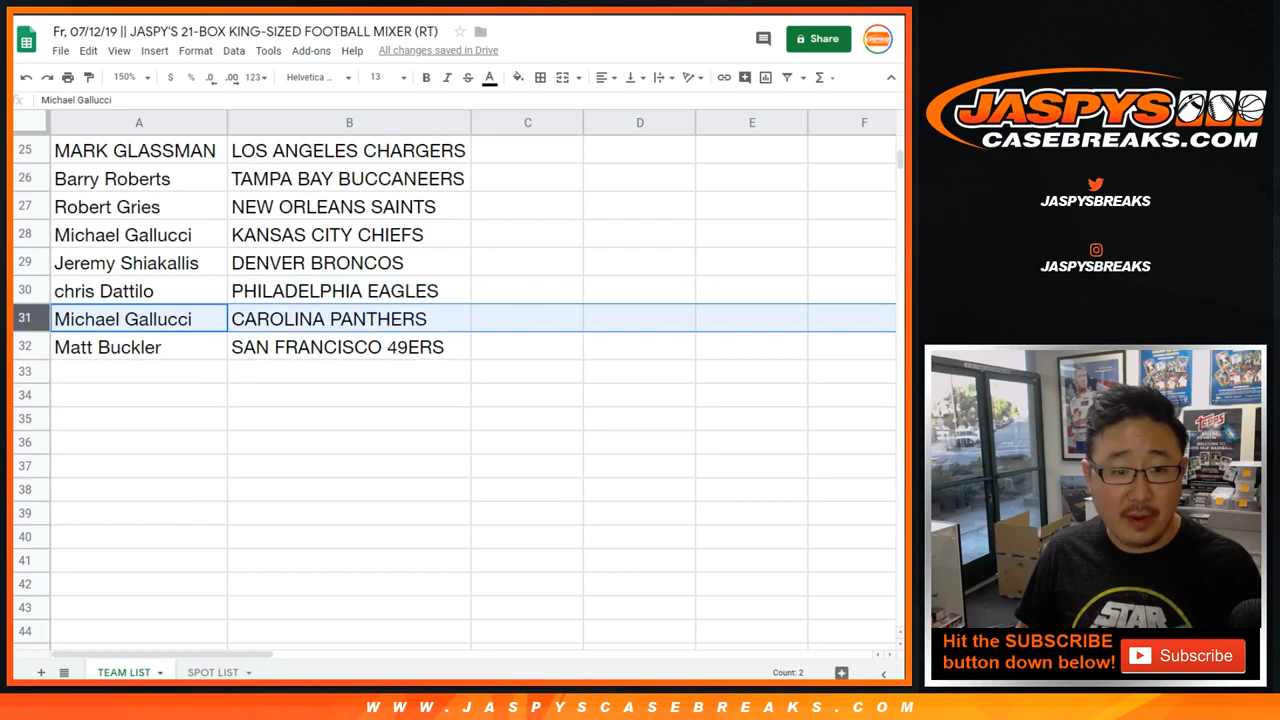 Fr, 07/12/19 || JASPY'S 21-BOX KING-SIZED FOOTBALL MIXER (RT)
File Edit View Insert Format Data Tools Add-ons Help All changes saved in Drive
Share
150% $ % .0 .00 123 Helvetica ... 13 B I S A
fx Michael Gallucci
A B C D E F
25 MARK GLASSMAN LOS ANGELES CHARGERS
26 Barry Roberts TAMPA BAY BUCCANEERS
27 Robert Gries NEW ORLEANS SAINTS
28 Michael Gallucci KANSAS CITY CHIEFS
29 Jeremy Shiakallis DENVER BRONCOS
30 chris Dattilo PHILADELPHIA EAGLES
31 Michael Gallucci CAROLINA PANTHERS
32 Matt Buckler SAN FRANCISCO 49ERS
33
34
35
36
37
38
39
40
41
42
43
44
+ TEAM LIST SPOT LIST Count: 2
JASPYS
CASEBREAKS.COM
JASPYSBREAKS
JASPYSBREAKS
Topps
STAR
Hit the SUBSCRIBE
button down below!
Subscribe
WWW.JASPYSCASEBREAKS.COM